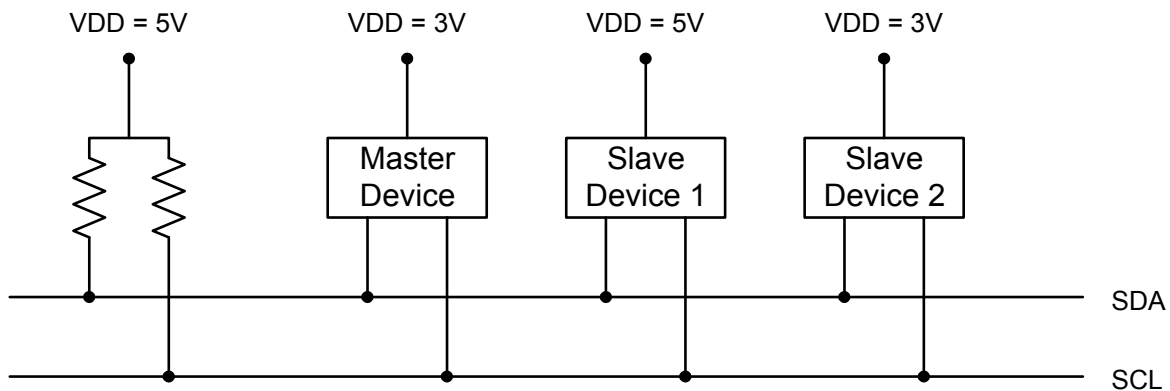 VDD = 5V
VDD = 3V
VDD = 5V
VDD = 3V
Master
Device
Slave
Device 1
Slave
Device 2
SDA
SCL